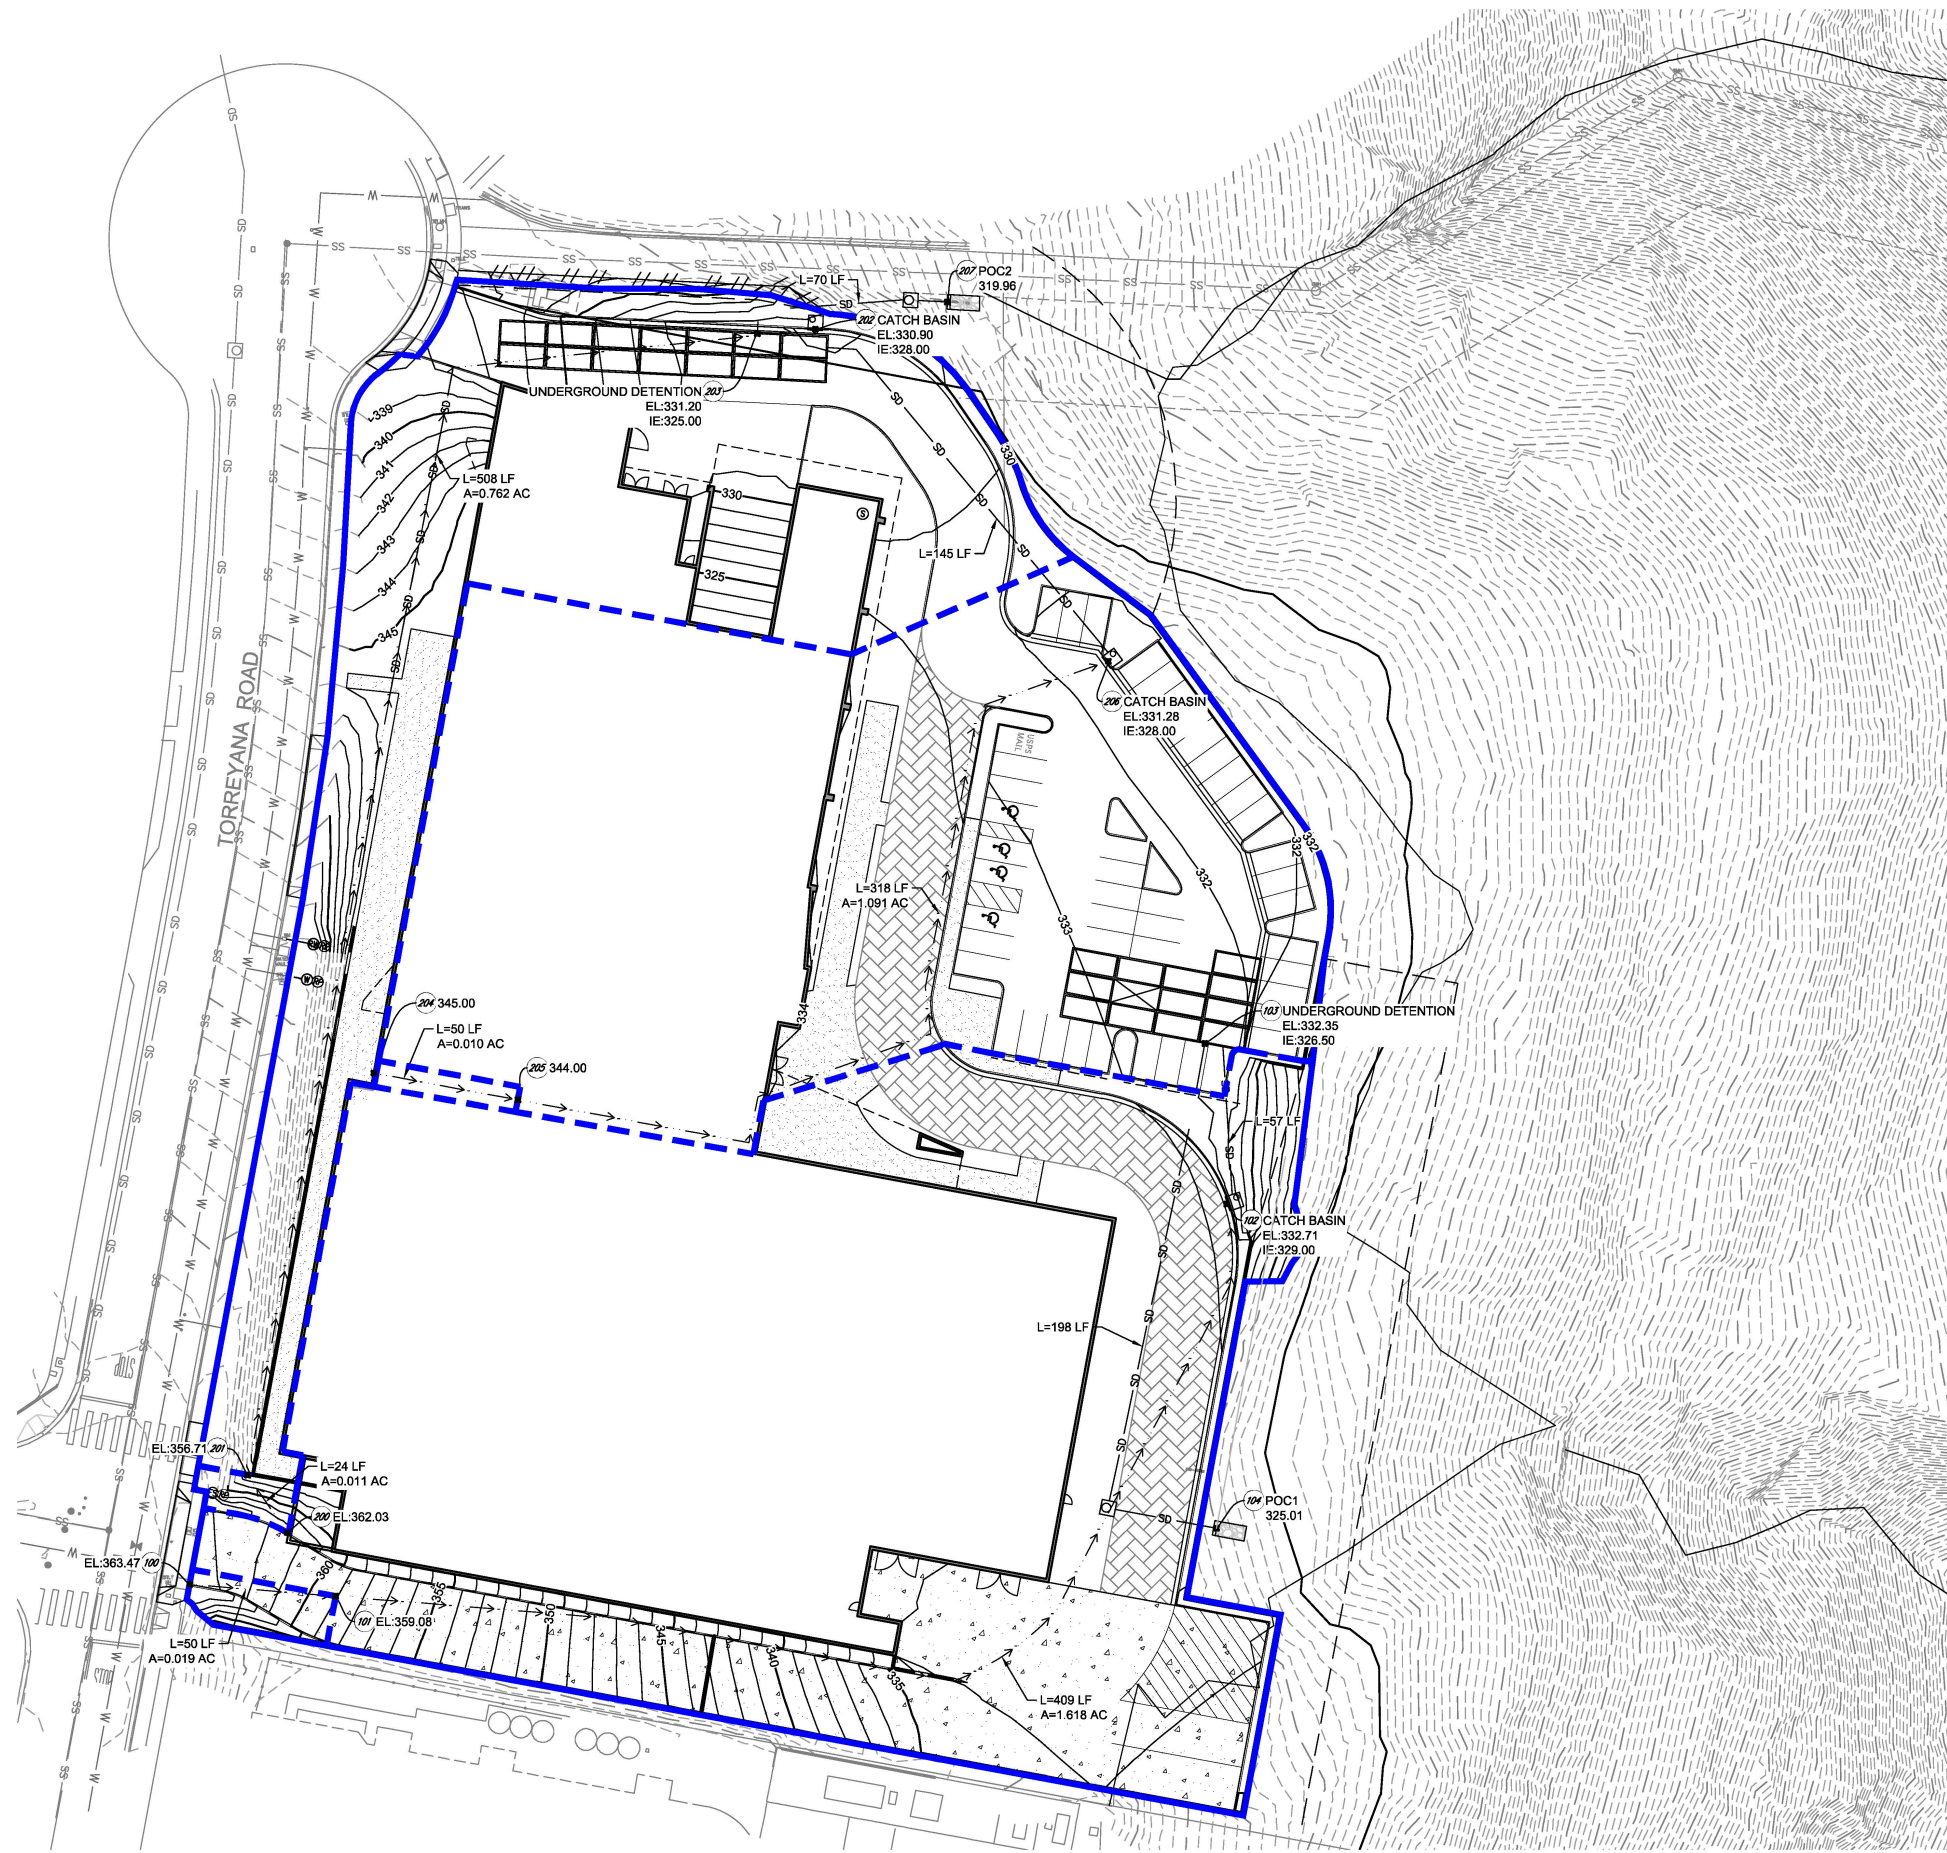 207 POC2
319.96
L=70 LF
202 CATCH BASIN
EL:330.90
IE:328.00
UNDERGROUND DETENTION 203
EL:331.20
IE:325.00
339
340
341
342
343
344
345
L=508 LF
A=0.762 AC
330
325
330
L=145 LF
TORREYANA ROAD
206 CATCH BASIN
EL:331.28
IE:328.00
USPS
MAIL
332
332
332
333
334
L=318 LF
A=1.091 AC
204 345.00
L=50 LF
A=0.010 AC
205 344.00
103 UNDERGROUND DETENTION
EL:332.35
IE:326.50
L=57 LF
102 CATCH BASIN
EL:332.71
IE:329.00
L=198 LF
STOP
EL:356.71 201
L=24 LF
A=0.011 AC
200 EL:362.03
104 POC1
325.01
EL:363.47 100
360
355
350
345
340
335
101 EL:359.08
L=50 LF
A=0.019 AC
L=409 LF
A=1.618 AC
SD
SS
W